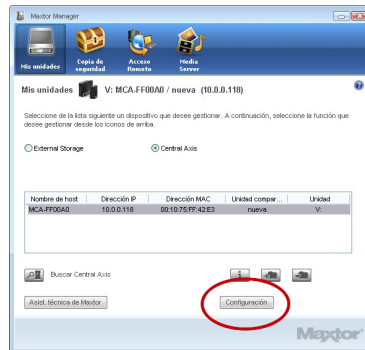 Maxtor Manager
Mis unidades
Copia de seguridad
Acceso Remoto
Media Server
Mis unidades V: MCA-FF00A0 / nueva (10.0.0.118)
Seleccione de la lista siguiente un dispositivo que desee gestionar. A continuación, seleccione la función que
desee gestionar desde los iconos de arriba.
External Storage Central Axis
Nombre de host Dirección IP Dirección MAC Unidad compar... Unidad
MCA-FF00A0 10.0.0.118 00:10:75:FF:42:E3 nueva V:
Buscar Central Axis
Asist. técnica de Maxtor Configuración
Maxtor